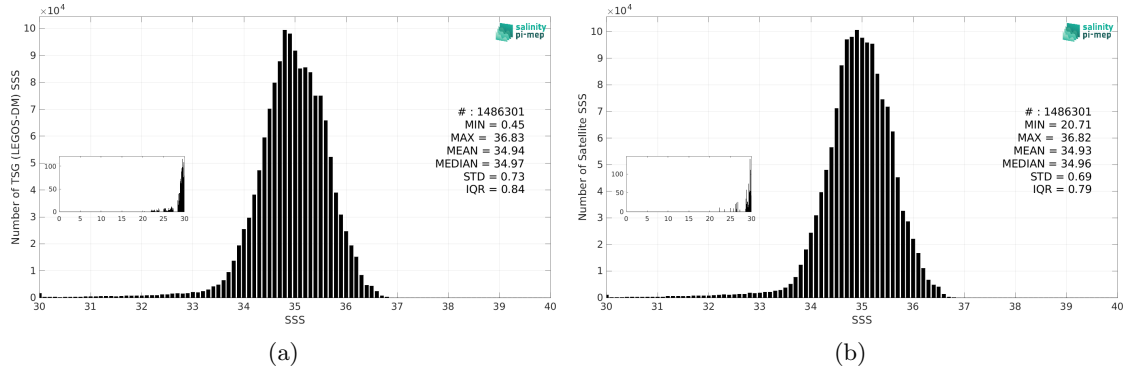 ×10^4
salinity
pi-mep
10
9
8
7
6
5
4
3
2
1
0
Number of TSG (LEGOS-DM) SSS
# : 1486301
MIN = 0.45
MAX = 36.83
MEAN = 34.94
MEDIAN = 34.97
STD = 0.73
IQR = 0.84
100
50
0
0 5 10 15 20 25 30
30 31 32 33 34 35 36 37 38 39 40
SSS
(a)
×10^4
salinity
pi-mep
10
9
8
7
6
5
4
3
2
1
0
Number of Satellite SSS
# : 1486301
MIN = 20.71
MAX = 36.82
MEAN = 34.93
MEDIAN = 34.96
STD = 0.69
IQR = 0.79
100
50
0
0 5 10 15 20 25 30
30 31 32 33 34 35 36 37 38 39 40
SSS
(b)